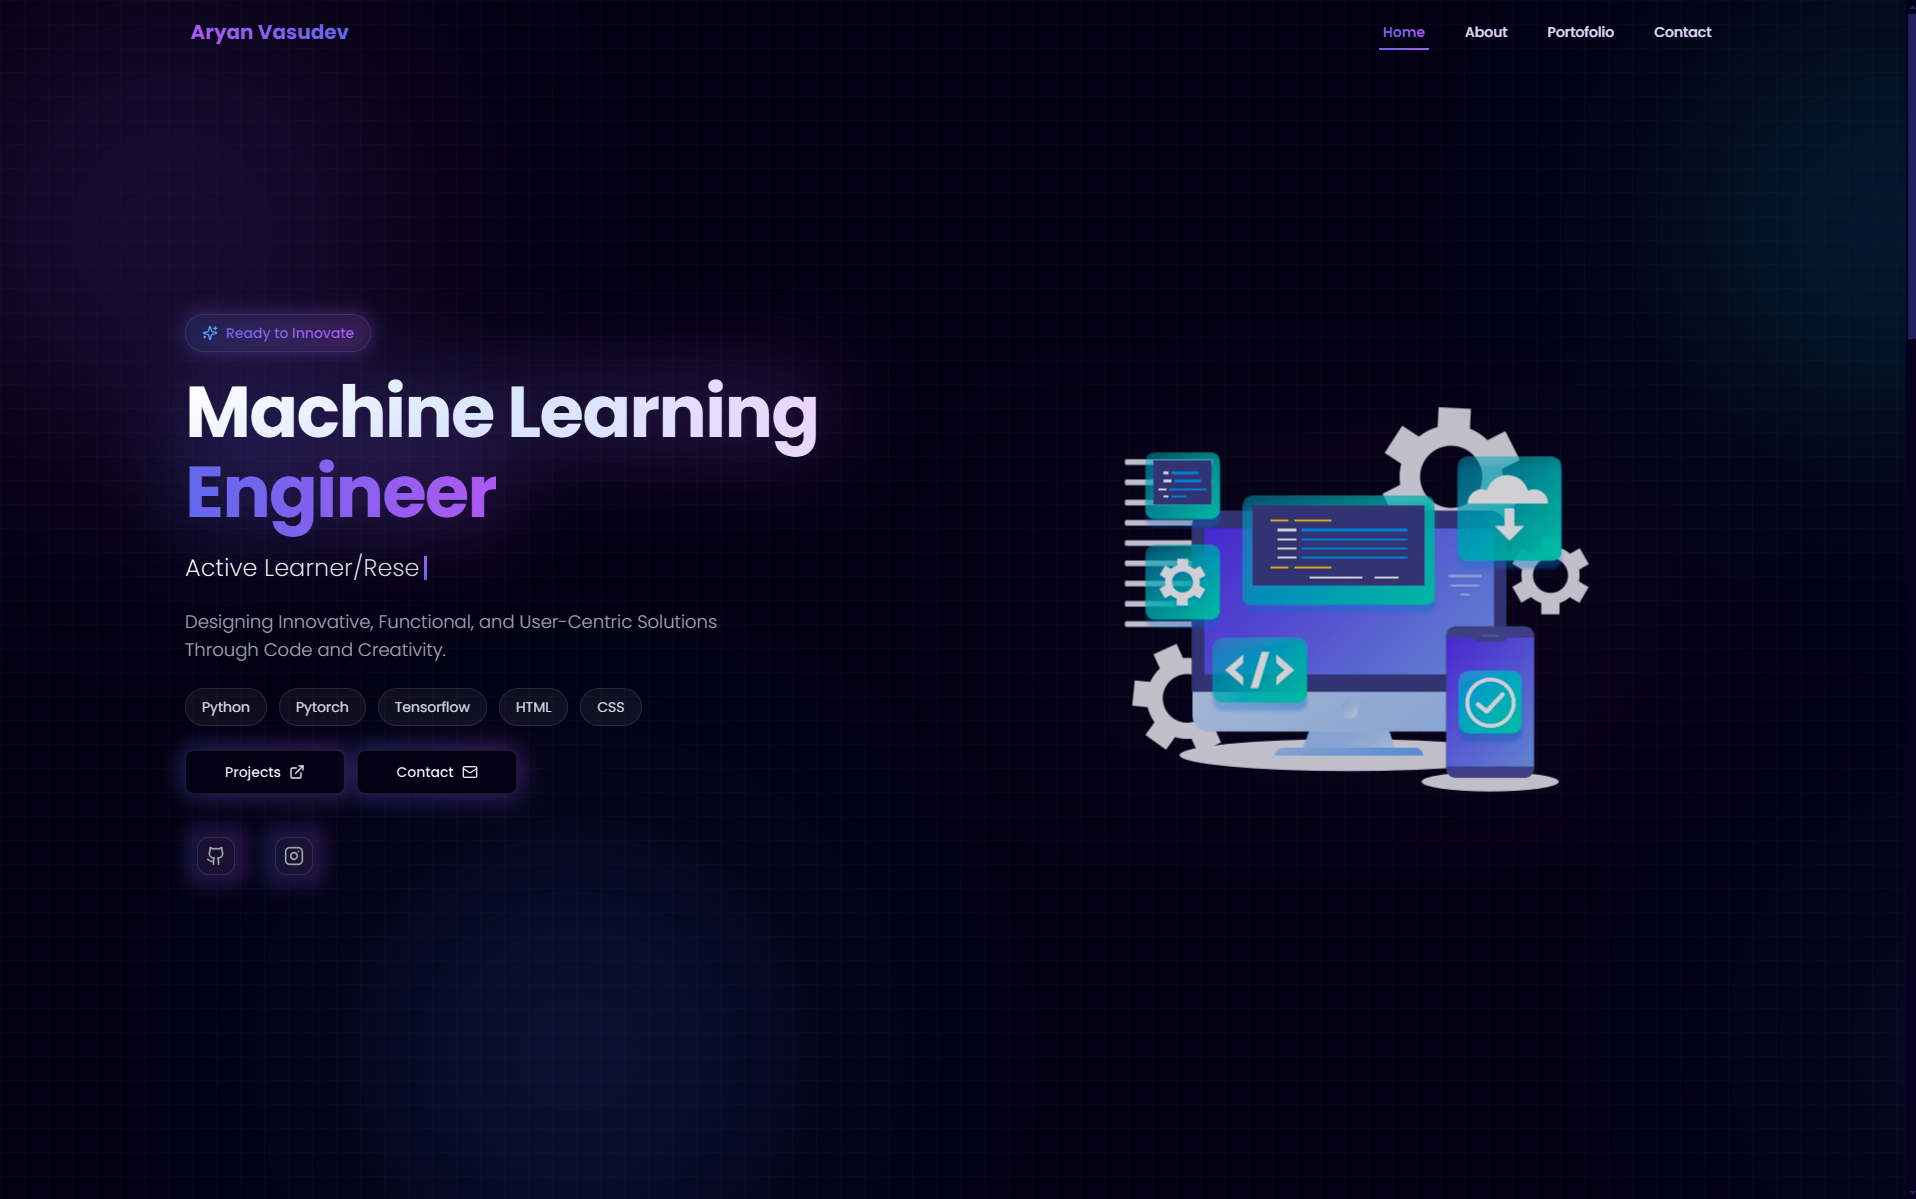 Aryan Vasudev
Home
About
Portofolio
Contact
Ready to Innovate
Machine Learning
Engineer
Active Learner/Rese
Designing Innovative, Functional, and User-Centric Solutions
Through Code and Creativity.
Python
Pytorch
Tensorflow
HTML
CSS
Projects
Contact
</>